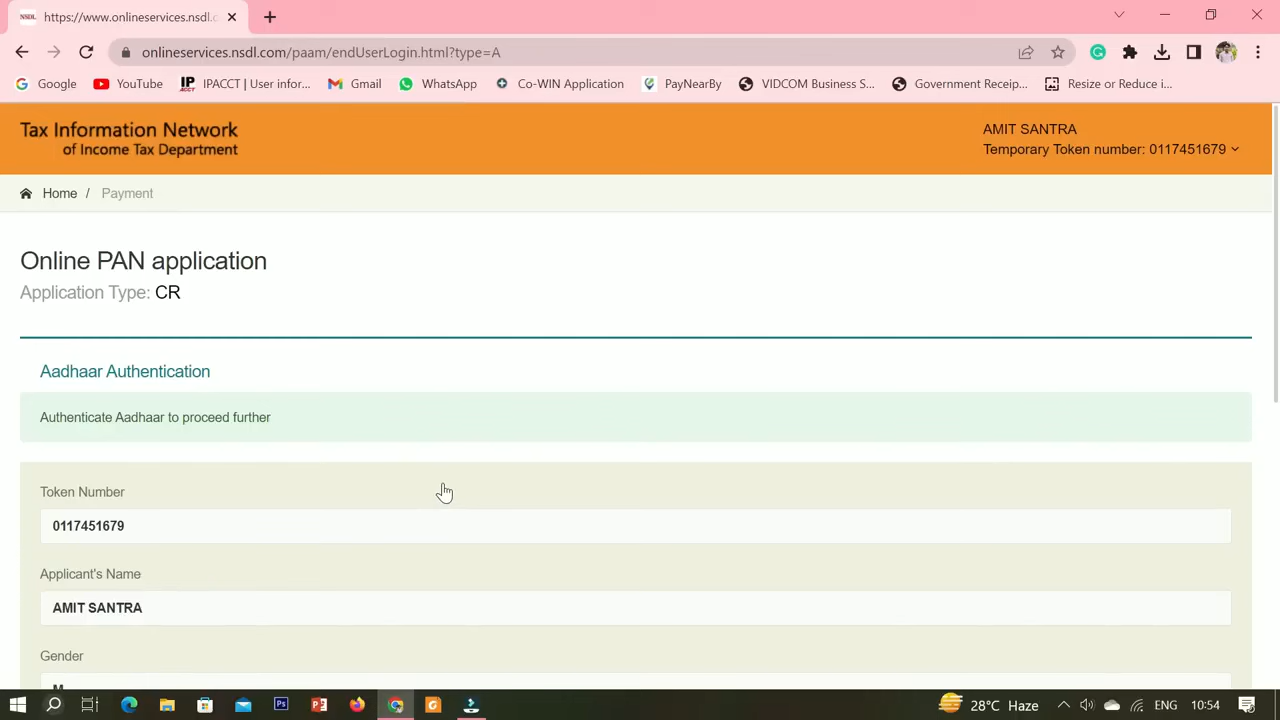 NSDL https://www.onlineservices.nsdl.c
onlineservices.nsdl.com/paam/endUserLogin.html?type=A
Google YouTube IP ACCT IPACCT | User infor... Gmail WhatsApp Co-WIN Application PayNearBy VIDCOM Business S... Government Receip... Resize or Reduce i...
Tax Information Network
of Income Tax Department
AMIT SANTRA
Temporary Token number: 0117451679
Home / Payment
Online PAN application
Application Type: CR
Aadhaar Authentication
Authenticate Aadhaar to proceed further
Token Number
0117451679
Applicant's Name
AMIT SANTRA
Gender
M
28°C Haze ENG 10:54